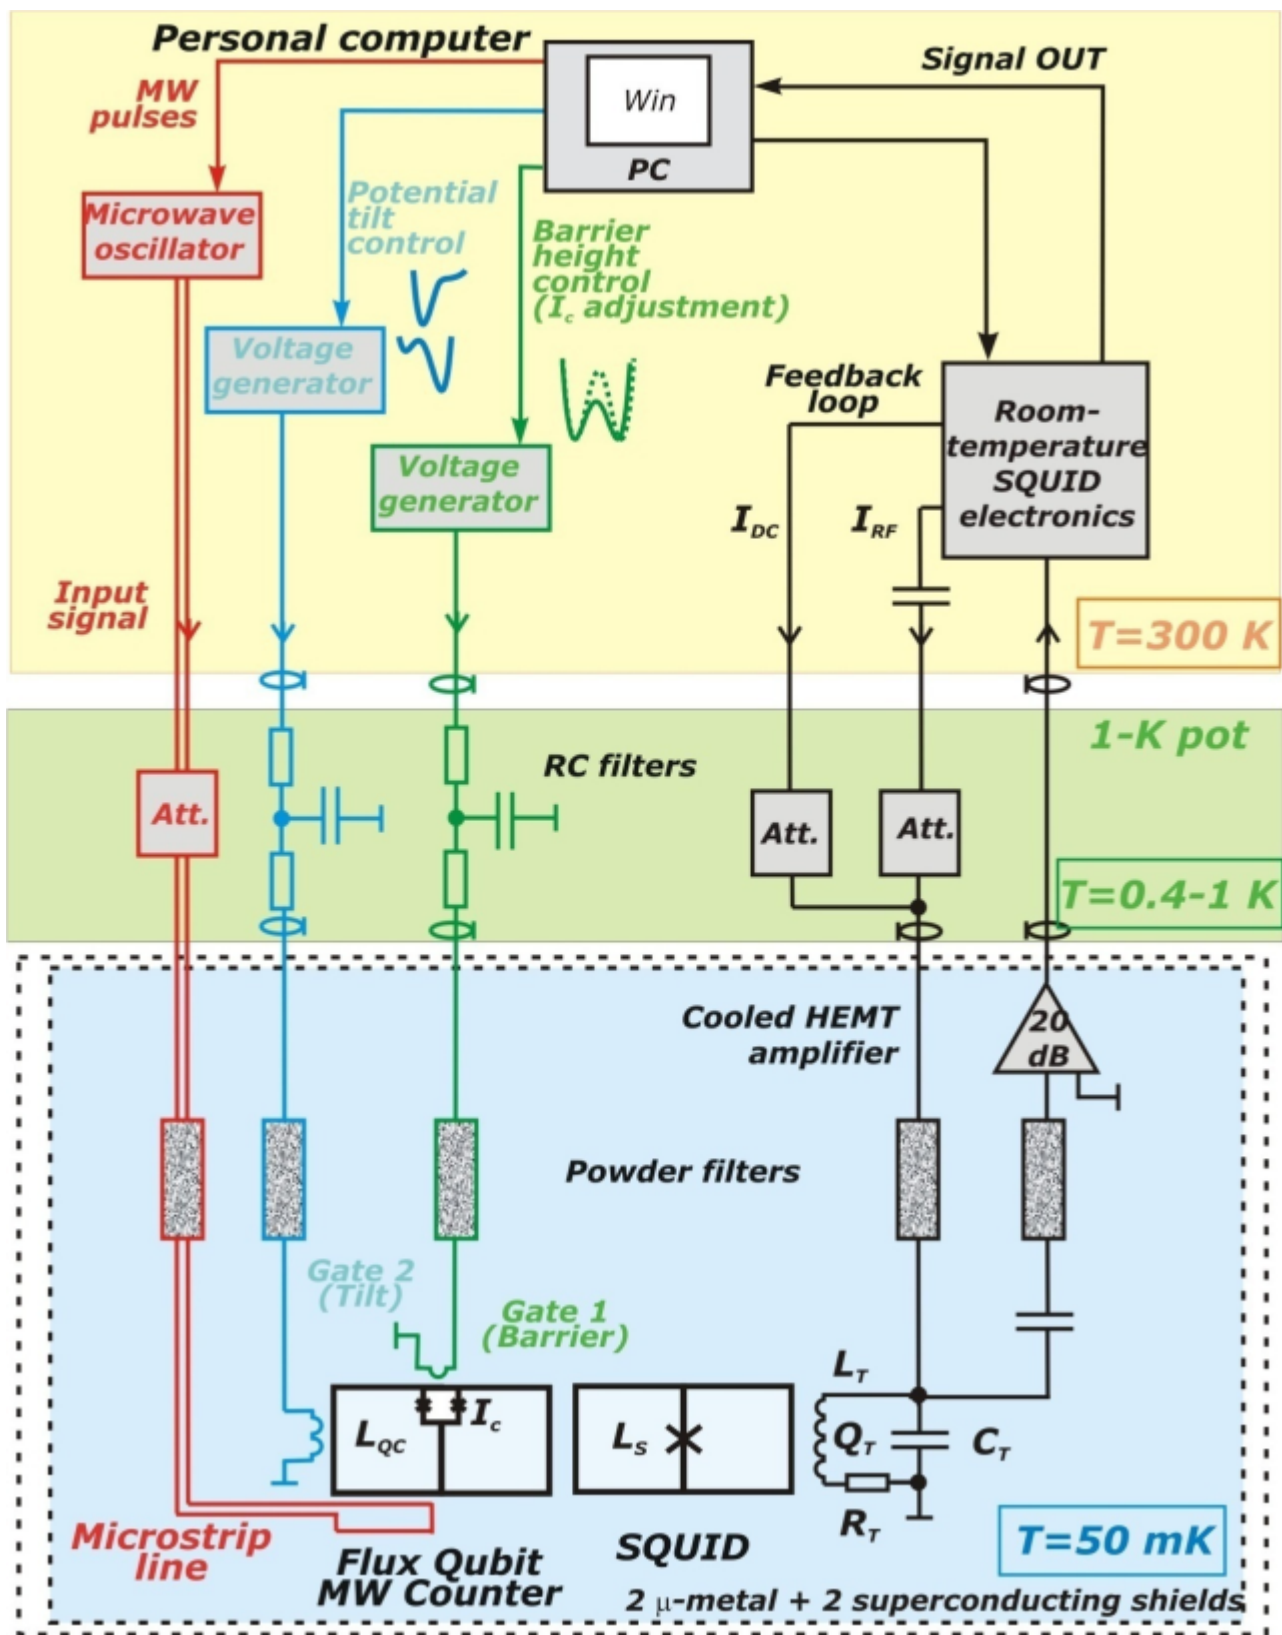 Personal computer
Signal OUT
MW
pulses
Win
PC
Microwave
oscillator
Potential
tilt
control
Barrier
height
control
(Ic adjustment)
Voltage
generator
Voltage
generator
Feedback
loop
Room-
temperature
SQUID
electronics
IDC
IRF
Input
signal
T=300 K
1-K pot
RC filters
Att.
Att.
Att.
T=0.4-1 K
Cooled HEMT
amplifier
20
dB
Powder filters
Gate 2
(Tilt)
Gate 1
(Barrier)
LT
LQC
Ic
LS
QT
CT
RT
Microstrip
line
Flux Qubit
MW Counter
SQUID
T=50 mK
2 μ-metal + 2 superconducting shields